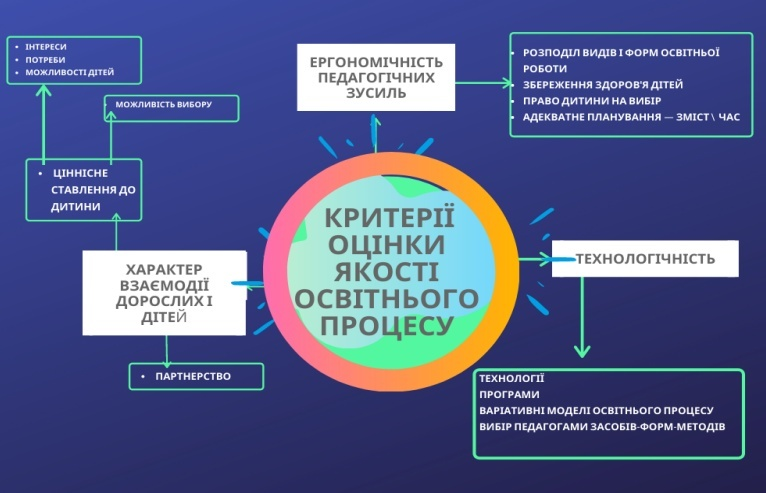 ІНТЕРЕСИ
ПОТРЕБИ
МОЖЛИВОСТІ ДІТЕЙ
МОЖЛИВІСТЬ ВИБОРУ
ЦІННІСНЕ
СТАВЛЕННЯ ДО
ДИТИНИ
ХАРАКТЕР
ВЗАЄМОДІЇ
ДОРОСЛИХ І
ДІТЕЙ
ПАРТНЕРСТВО
КРИТЕРІЇ
ОЦІНКИ
ЯКОСТІ
ОСВІТНЬОГО
ПРОЦЕСУ
ЕРГОНОМІЧНІСТЬ
ПЕДАГОГІЧНИХ
ЗУСИЛЬ
РОЗПОДІЛ ВИДІВ І ФОРМ ОСВІТНЬОЇ
РОБОТИ
ЗБЕРЕЖЕННЯ ЗДОРОВ'Я ДІТЕЙ
ПРАВО ДИТИНИ НА ВИБІР
АДЕКВАТНЕ ПЛАНУВАННЯ — ЗМІСТ \ ЧАС
ТЕХНОЛОГІЧНІСТЬ
ТЕХНОЛОГІЇ
ПРОГРАМИ
ВАРІАТИВНІ МОДЕЛІ ОСВІТНЬОГО ПРОЦЕСУ
ВИБІР ПЕДАГОГАМИ ЗАСОБІВ-ФОРМ-МЕТОДІВ